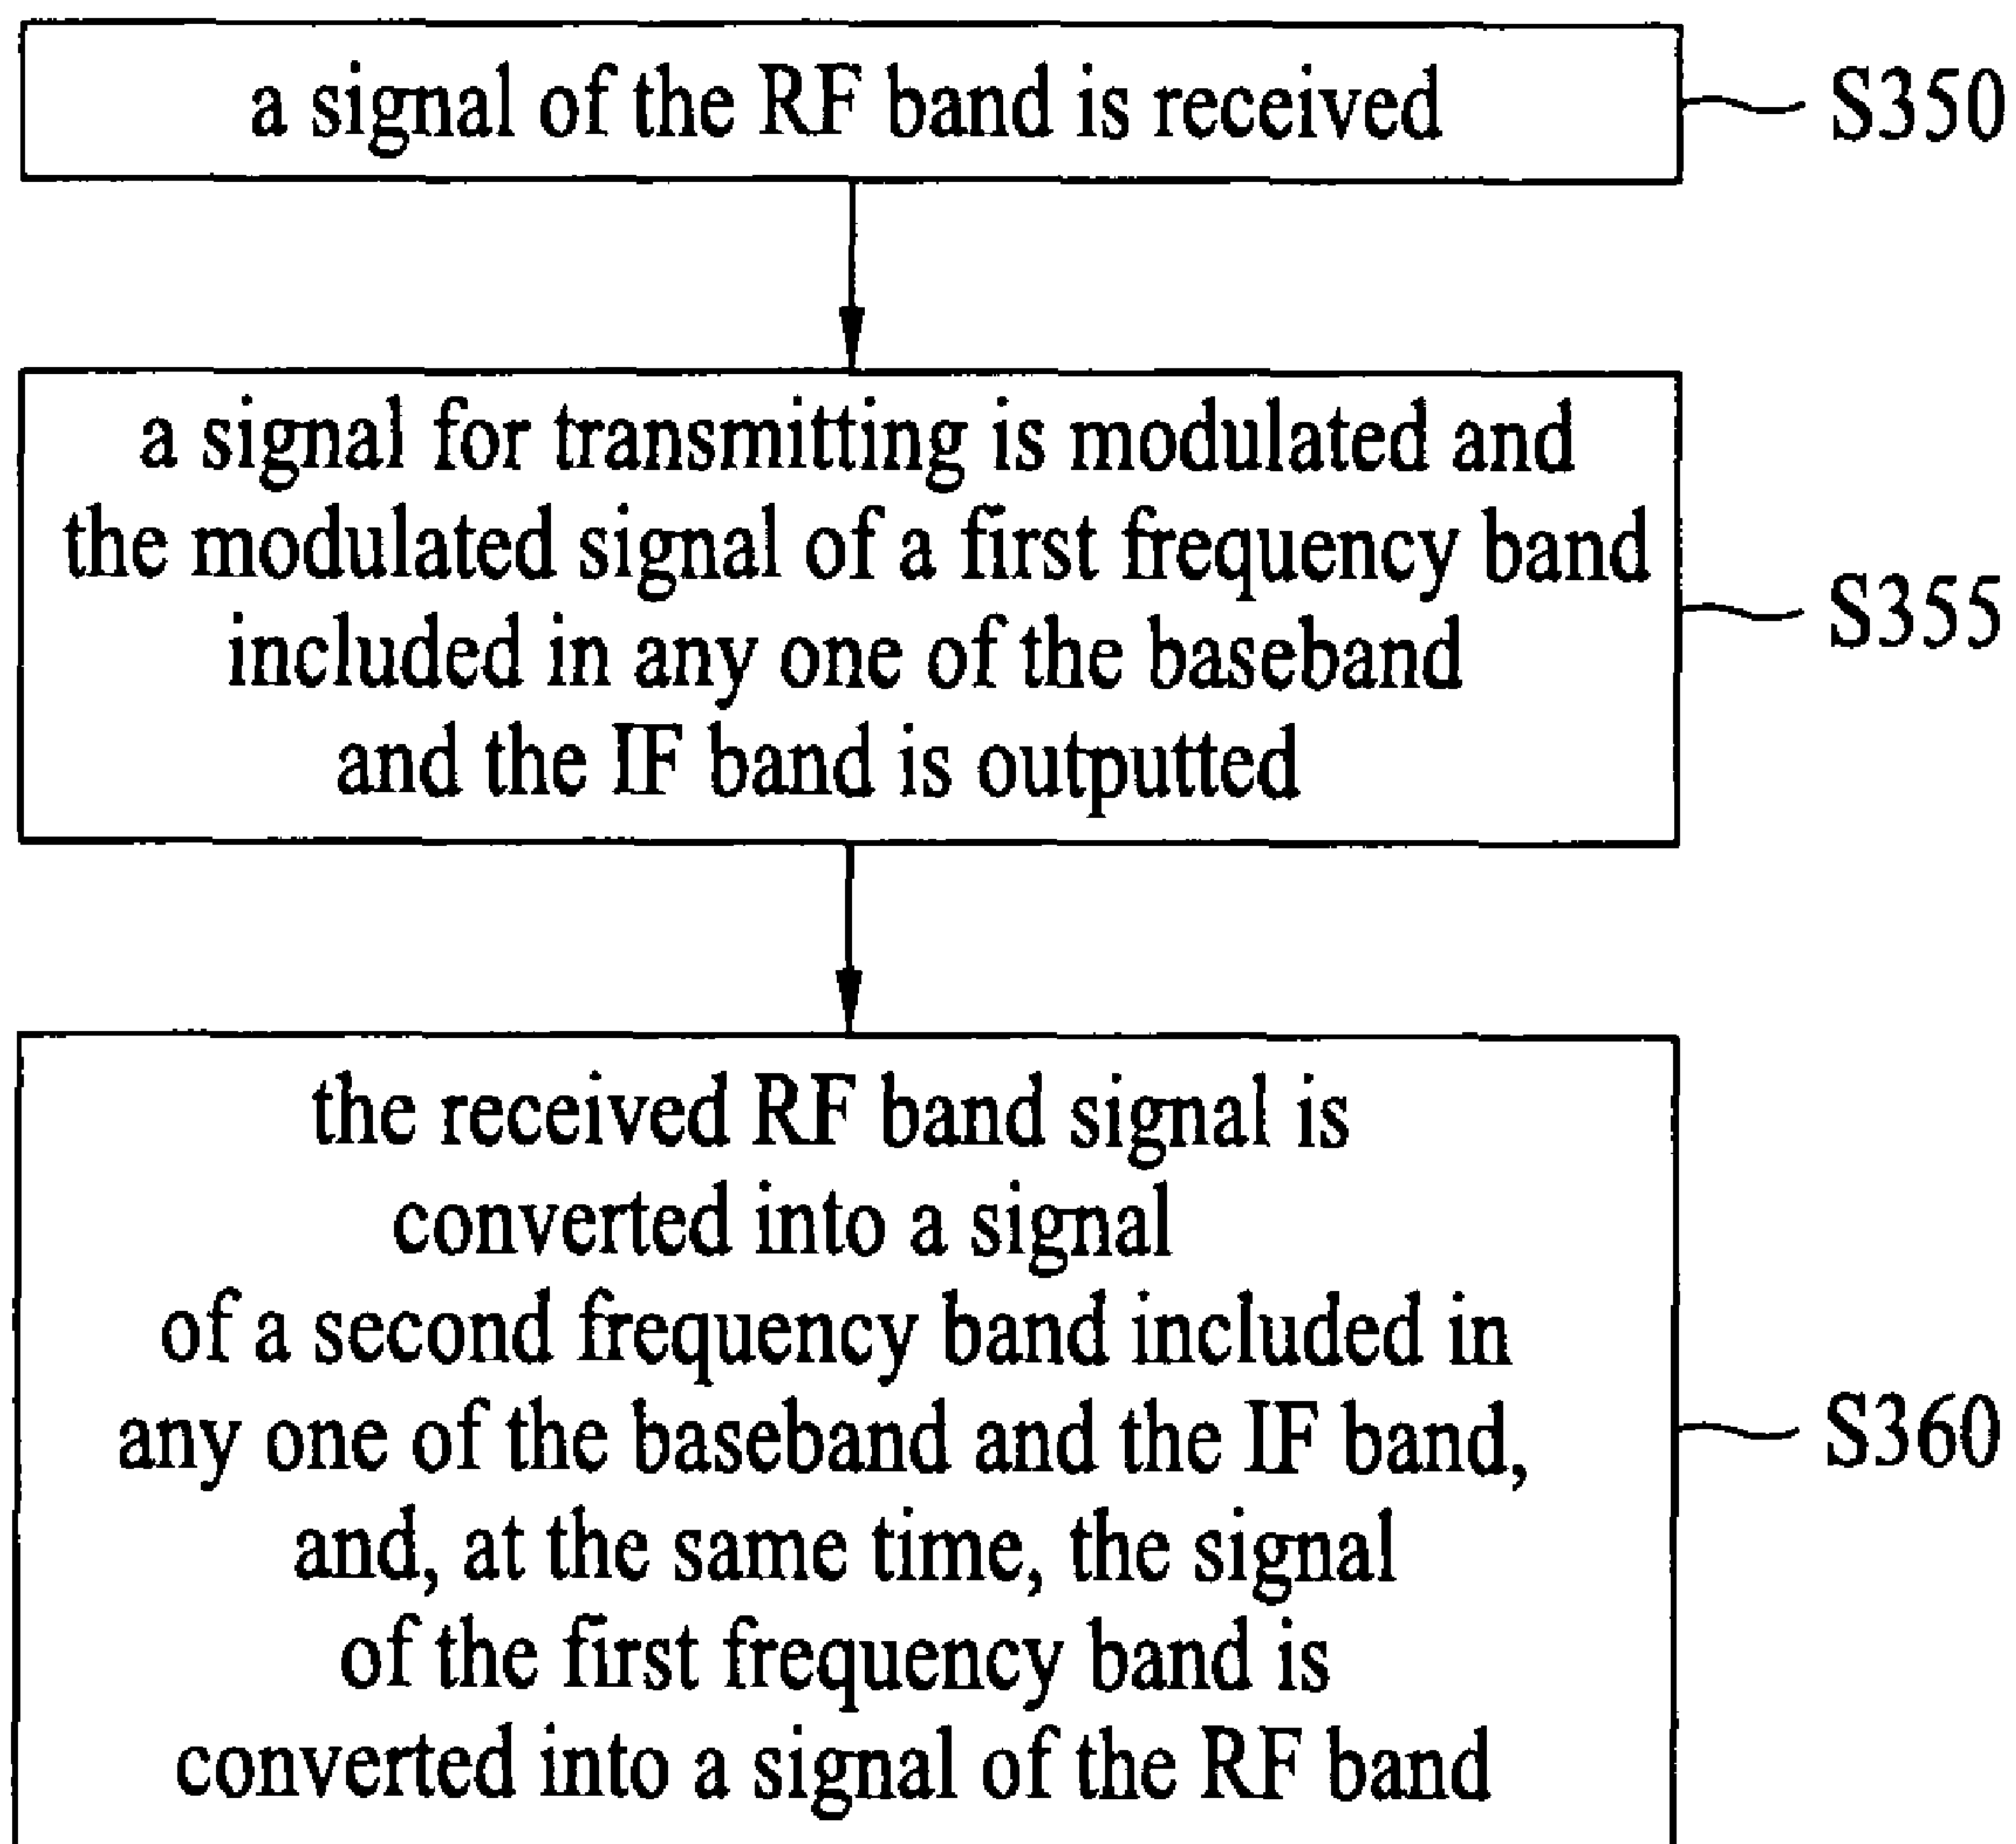 a signal of the RF band is received
S350
a signal for transmitting is modulated and
the modulated signal of a first frequency band
included in any one of the baseband
and the IF band is outputted
S355
the received RF band signal is
converted into a signal
of a second frequency band included in
any one of the baseband and the IF band,
and, at the same time, the signal
of the first frequency band is
converted into a signal of the RF band
S360